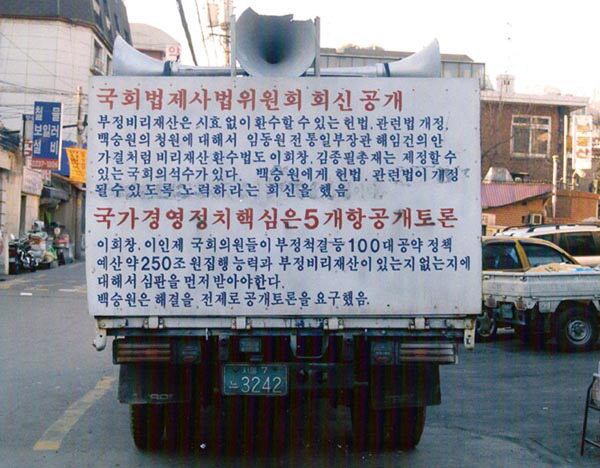 국회법제사법위원회 회신 공개
부정비리재산은 시효 없이 환수할 수 있는 헌법, 관련법 개정,
백승원의 청원에 대해서 임동원 전 통일부장관 해임건의안
가결처럼 비리재산 환수법도 이회창, 김종필총재는 제정할 수
있는 국회의석수가 있다. 백승원에게 헌법, 관련법이 개정
될 수 있도록 노력하라는 회신을 했음
국가경영정치핵심은 5개항공개토론
이회창. 이인제 국회의원들이 부정척결등 100대 공약 정책
예산 약 250조 원집행능력과 부정비리재산이 있는지 없는지에
대해서 심판을 먼저 받아야한다.
백승원은 해결을 전제로 공개토론을 요구했음.
서울 7
느 3242
철물
보일러
설비